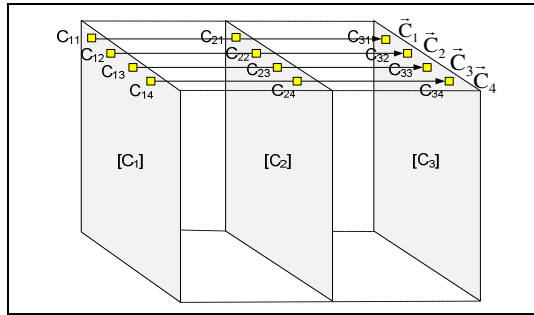 C₁₁ C₂₁ C₃₁ C⃗₁
C₁₂ C₂₂ C₃₂ C⃗₂
C₁₃ C₂₃ C₃₃ C⃗₃
C₁₄ C₂₄ C₃₄ C⃗₄
[C₁] [C₂] [C₃]